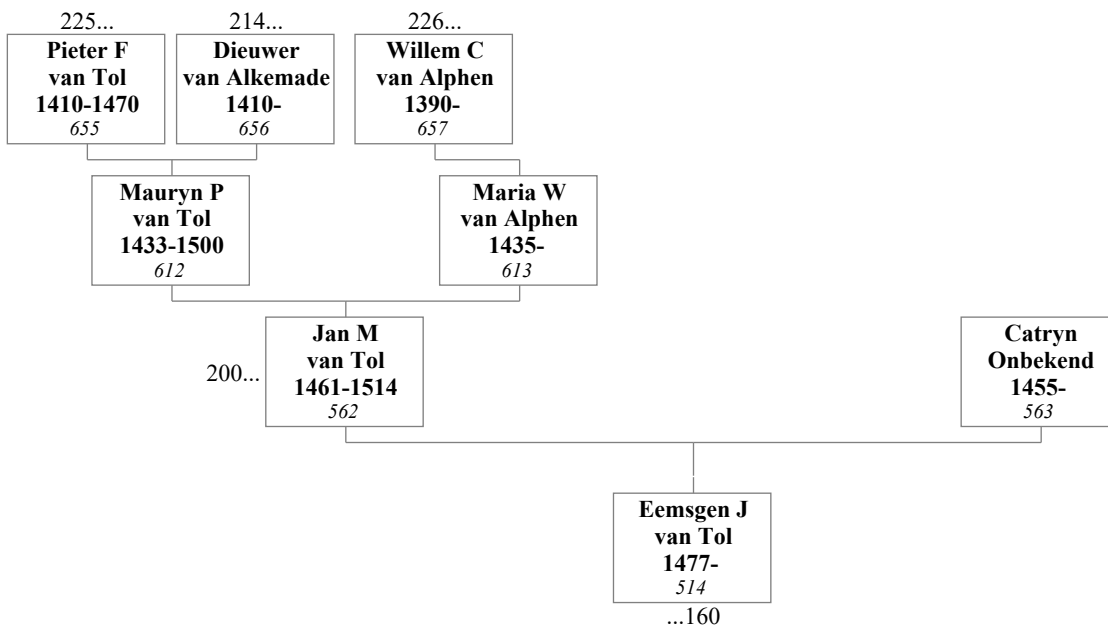 225...
Pieter F
van Tol
1410-1470
655
214...
Dieuwer
van Alkemade
1410-
656
226...
Willem C
van Alphen
1390-
657
Mauryn P
van Tol
1433-1500
612
Maria W
van Alphen
1435-
613
200...
Jan M
van Tol
1461-1514
562
Catryn
Onbekend
1455-
563
Eemsgen J
van Tol
1477-
514
...160